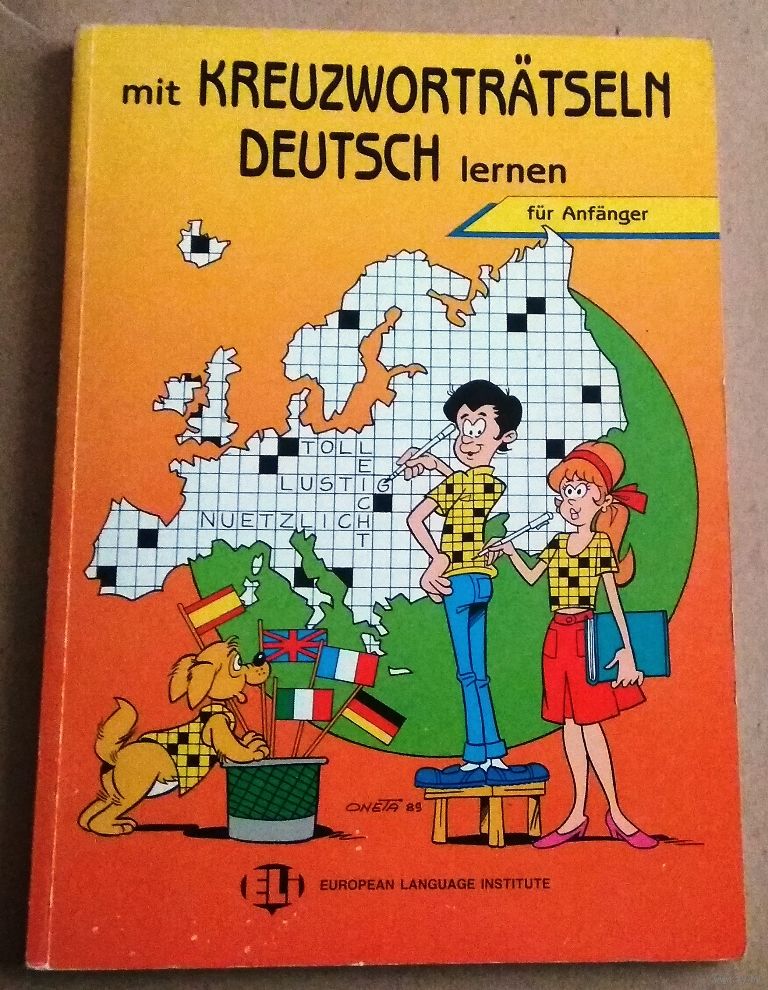 mit KREUZWORTRÄTSELN
DEUTSCH lernen
für Anfänger
TOLL
LEICHT
LUSTIG
NUETZLICH
ONETA 89
ELI
EUROPEAN LANGUAGE INSTITUTE